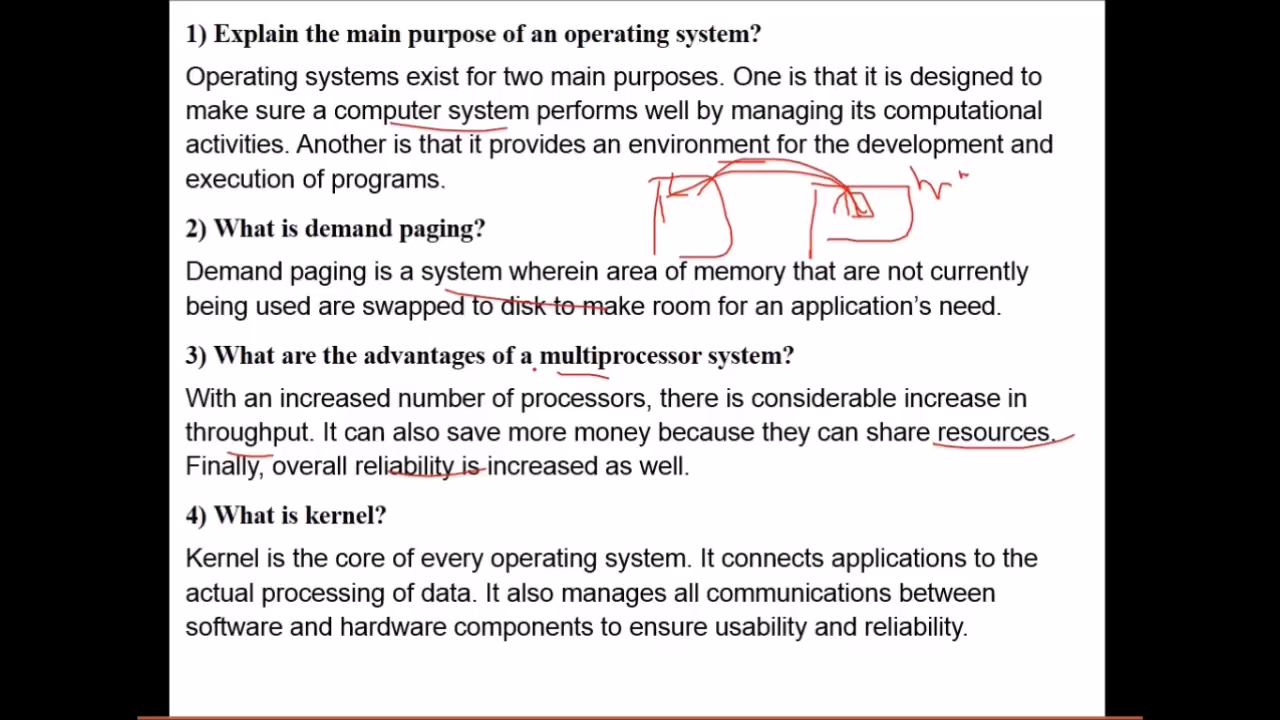 1) Explain the main purpose of an operating system?
Operating systems exist for two main purposes. One is that it is designed to
make sure a computer system performs well by managing its computational
activities. Another is that it provides an environment for the development and
execution of programs.
2) What is demand paging?
Demand paging is a system wherein area of memory that are not currently
being used are swapped to disk to make room for an application’s need.
3) What are the advantages of a multiprocessor system?
With an increased number of processors, there is considerable increase in
throughput. It can also save more money because they can share resources.
Finally, overall reliability is increased as well.
4) What is kernel?
Kernel is the core of every operating system. It connects applications to the
actual processing of data. It also manages all communications between
software and hardware components to ensure usability and reliability.